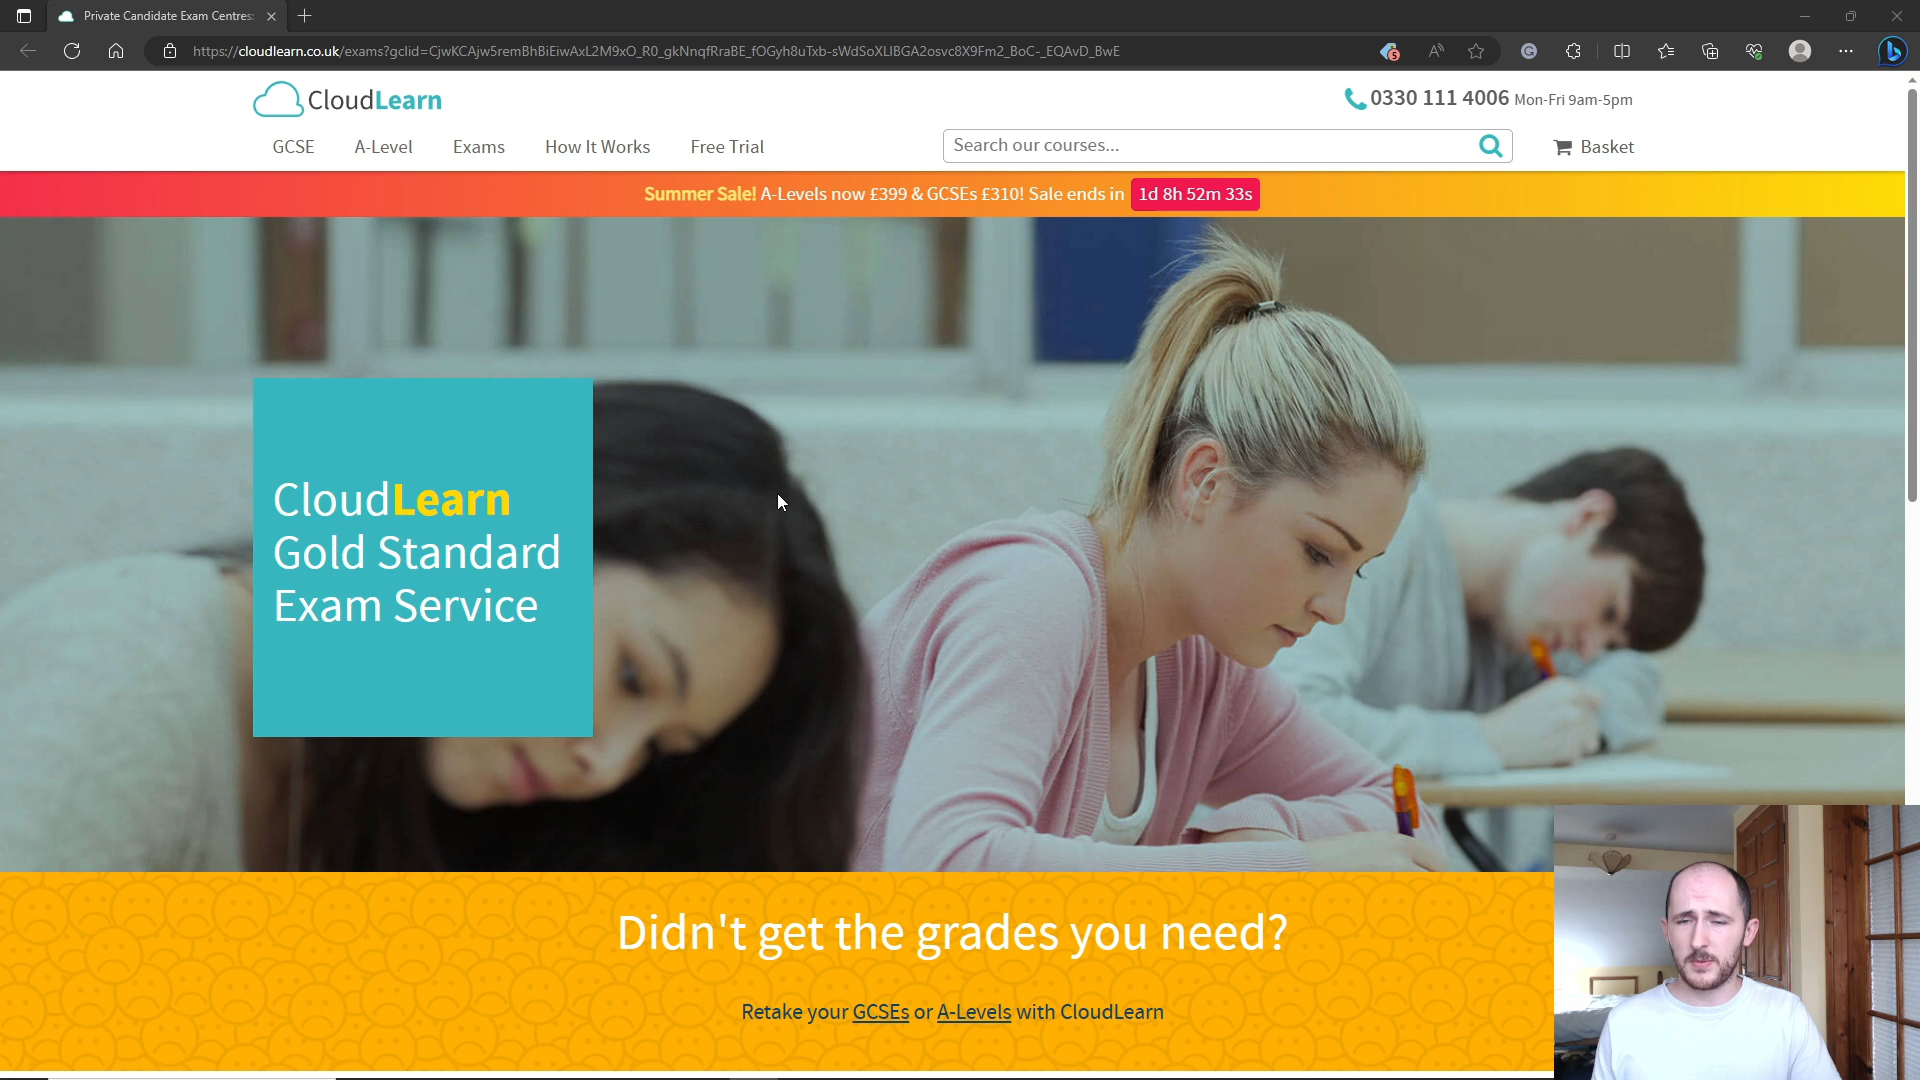 Private Candidate Exam Centres:
https://cloudlearn.co.uk/exams?gclid=CjwKCAjw5remBhBiEiwAxL2M9xO_R0_gkNnqfRraBE_fOGyh8uTxb-sWdSoXLIBGA2osvc8X9Fm2_BoC-_EQAvD_BwE
5
CloudLearn
0330 111 4006 Mon-Fri 9am-5pm
GCSE A-Level Exams How It Works Free Trial
Search our courses...
Basket
Summer Sale! A-Levels now £399 & GCSEs £310! Sale ends in 1d 8h 52m 33s
CloudLearn
Gold Standard
Exam Service
Didn't get the grades you need?
Retake your GCSEs or A-Levels with CloudLearn